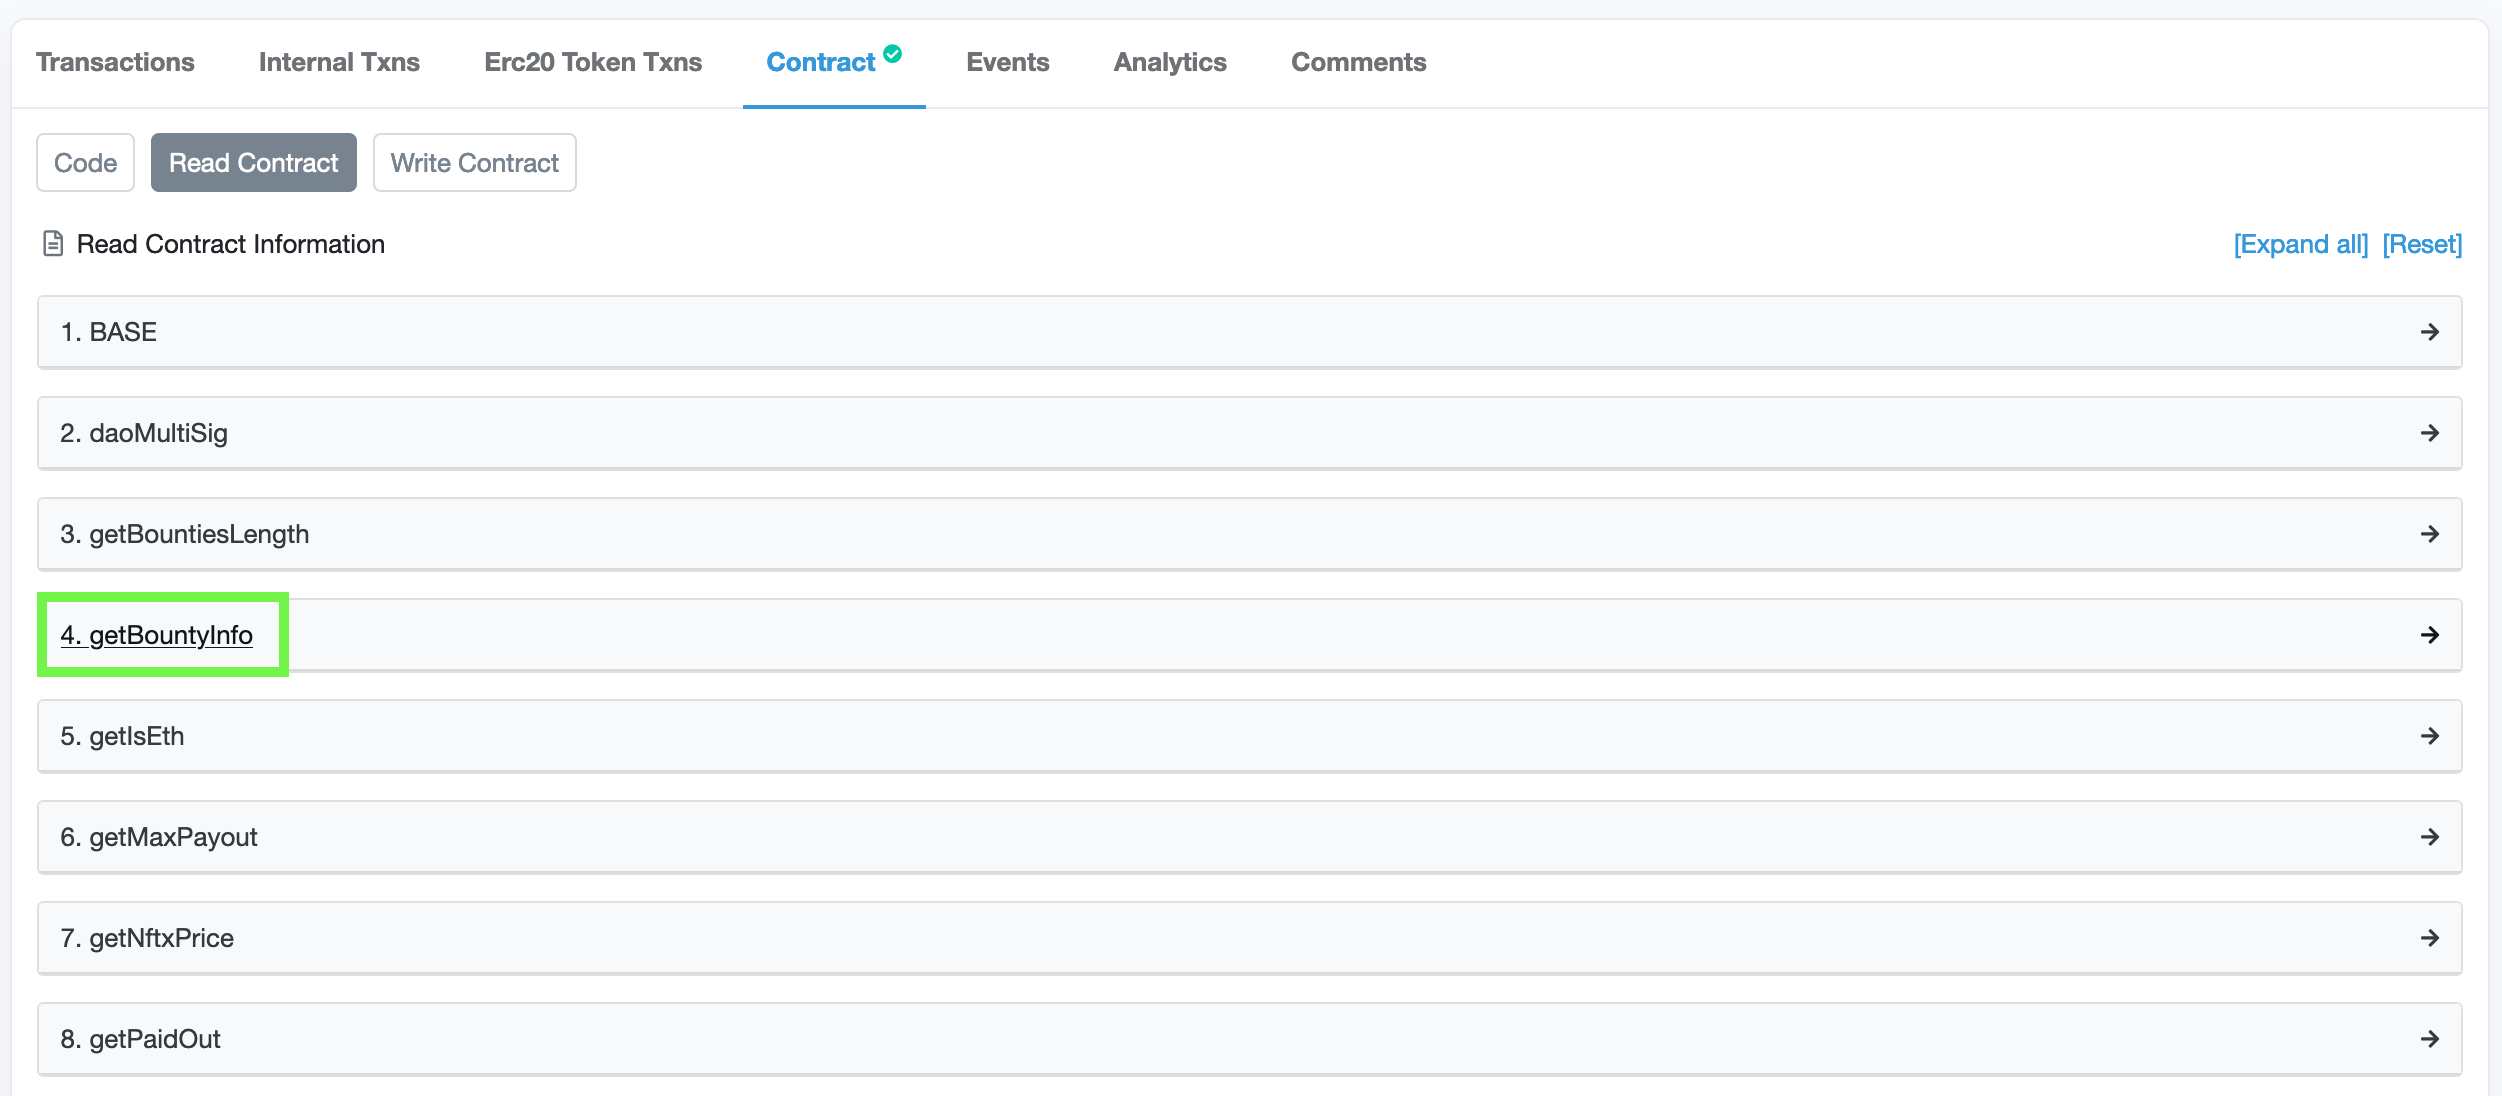 Transactions Internal Txns Erc20 Token Txns Contract Events Analytics Comments
Code Read Contract Write Contract
Read Contract Information [Expand all] [Reset]
1. BASE
2. daoMultiSig
3. getBountiesLength
4. getBountyInfo
5. getIsEth
6. getMaxPayout
7. getNftxPrice
8. getPaidOut